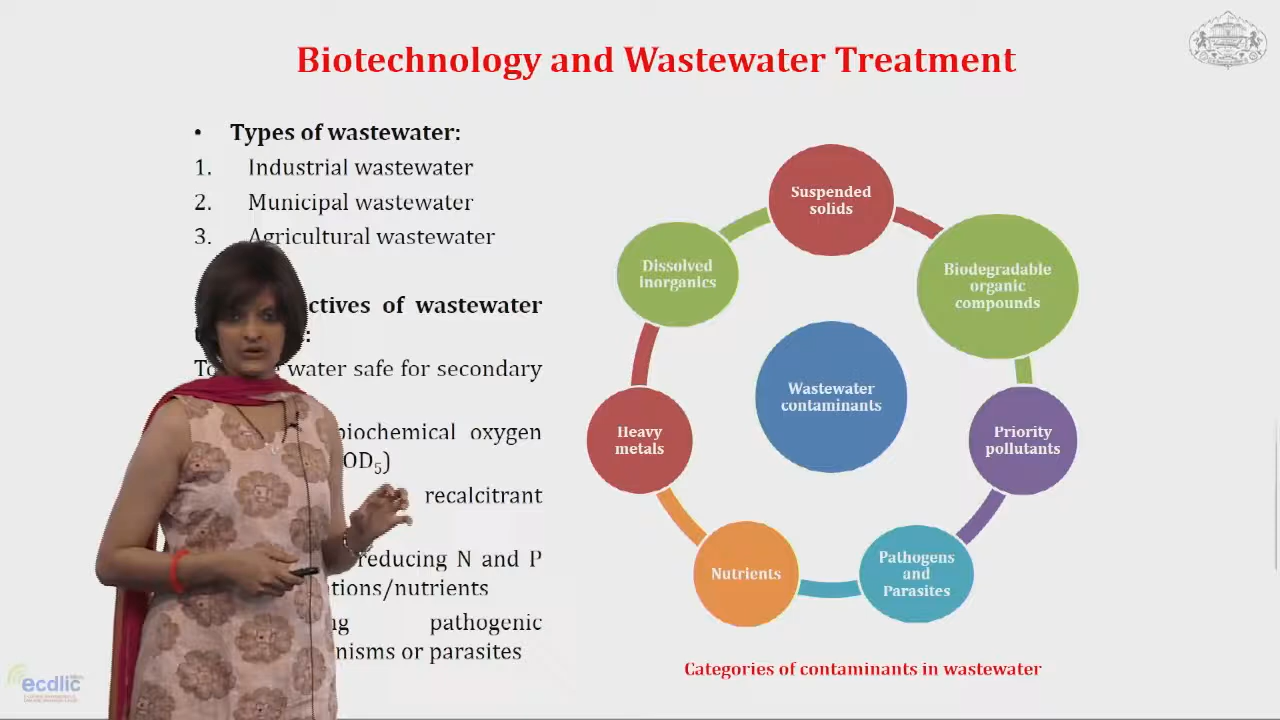 Biotechnology and Wastewater Treatment
• Types of wastewater:
1. Industrial wastewater
2. Municipal wastewater
3. Agricultural wastewater
ctives of wastewater
:
To water safe for secondary
biochemical oxygen
OD5)
recalcitrant
reducing N and P
tions/nutrients
ng pathogenic
nisms or parasites
Suspended
solids
Biodegradable
organic
compounds
Priority
pollutants
Pathogens
and
Parasites
Nutrients
Heavy
metals
Dissolved
inorganics
Wastewater
contaminants
Categories of contaminants in wastewater
ecdlic